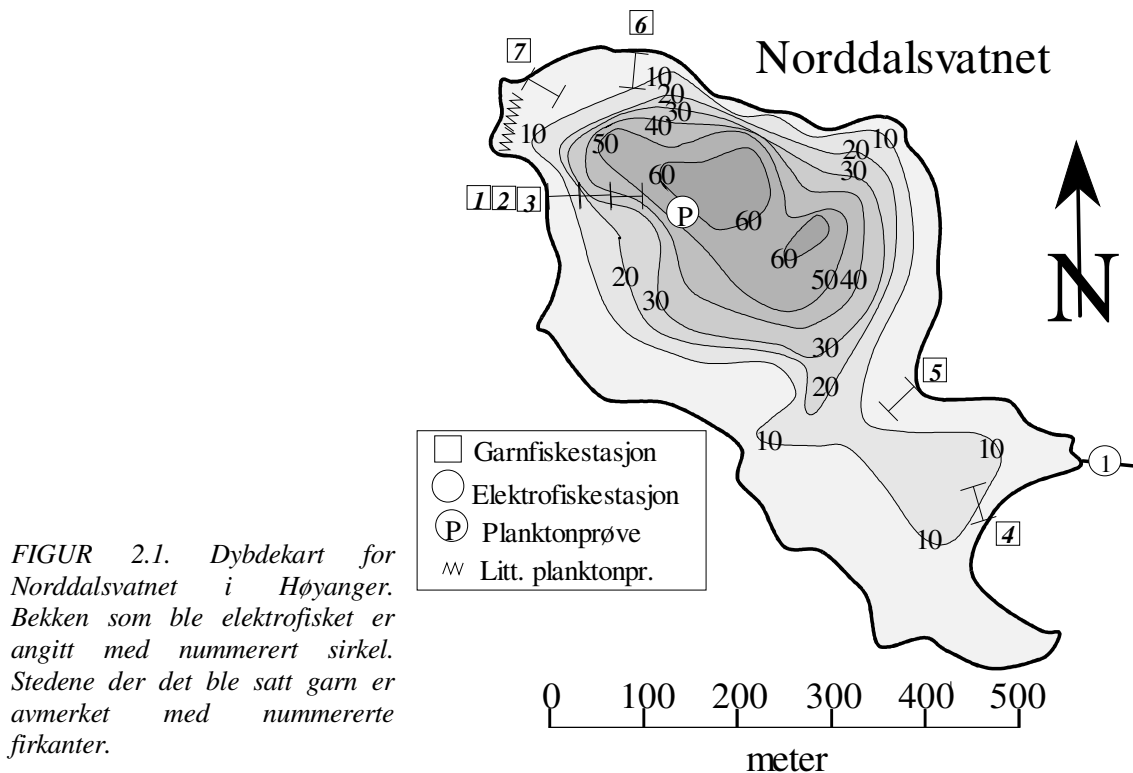 Norddalsvatnet
6
7
10
20
30
40
50
60
10
10
20
30
1 2 3
P
60
60
50 40
20
30
30
20
5
10
10
10
4
1
N
Garnfiskestasjon
Elektrofiskestasjon
P Planktonprøve
Litt. planktonpr.
FIGUR 2.1. Dybdekart for
Norddalsvatnet i Høyanger.
Bekken som ble elektrofisket er
angitt med nummerert sirkel.
Stedene der det ble satt garn er
avmerket med nummererte
firkanter.
0 100 200 300 400 500
meter